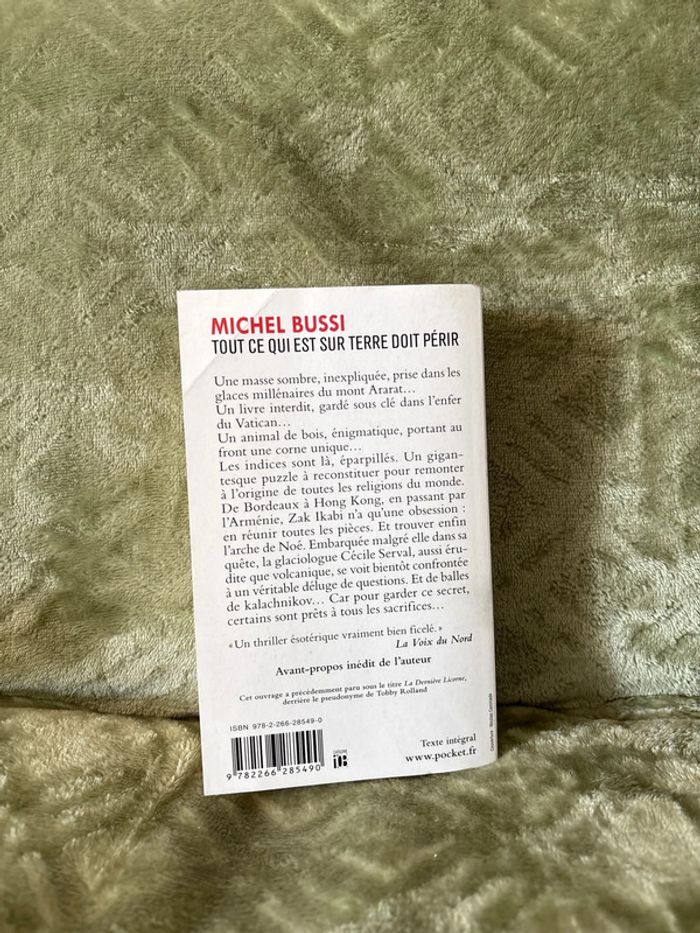 MICHEL BUSSI
TOUT CE QUI EST SUR TERRE DOIT PÉRIR
Une masse sombre, inexpliquée, prise dans les
glaces millénaires du mont Ararat…
Un livre interdit, gardé sous clé dans l'enfer
du Vatican…
Un animal de bois, énigmatique, portant au
front une corne unique…
Les indices sont là, éparpillés. Un gigan-
tesque puzzle à reconstituer pour remonter
à l'origine de toutes les religions du monde.
De Bordeaux à Hong Kong, en passant par
l'Arménie, Zak Ikabi n'a qu'une obsession :
en réunir toutes les pièces. Et trouver enfin
l'arche de Noé. Embarquée malgré elle dans sa
quête, la glaciologue Cécile Serval, aussi éru-
dite que volcanique, se voit bientôt confrontée
à un véritable déluge de questions. Et de balles
de kalachnikov… Car pour garder ce secret,
certains sont prêts à tous les sacrifices…
« Un thriller ésotérique vraiment bien ficelé. »
La Voix du Nord
Avant-propos inédit de l'auteur
Cet ouvrage a précédemment paru sous le titre La Dernière Licorne,
derrière le pseudonyme de Tobby Rolland
ISBN 978-2-266-28549-0
9 782266 285490
Texte intégral
www.pocket.fr